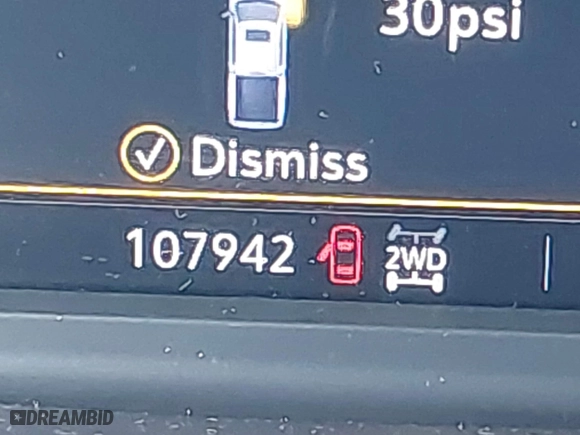 30psi
Dismiss
107942 2WD
DREAMBID